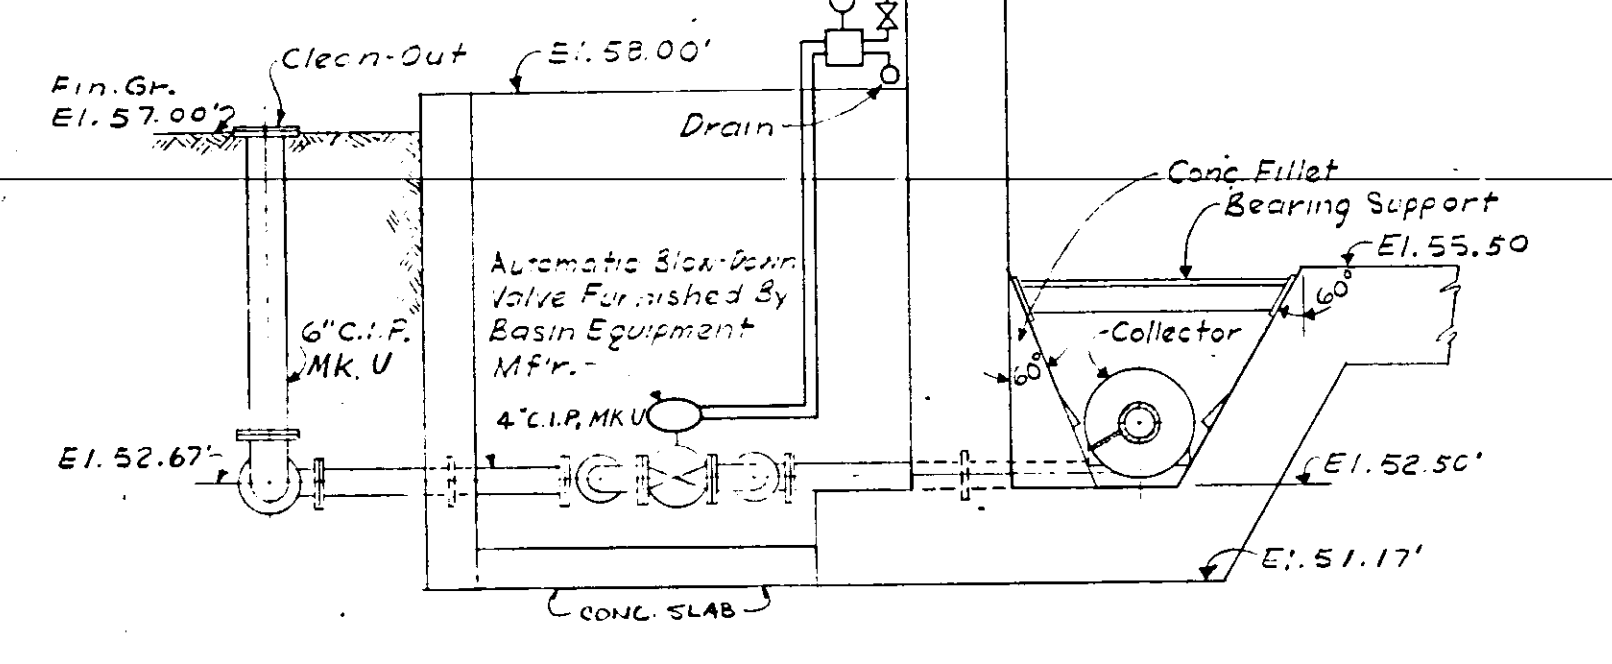 Clean-Out
El. 58.00'
Fin. Gr.
El. 57.00'
Drain
Conc Fillet
Bearing Support
El. 55.50
60°
Automatic Blow-Down
Valve Furnished By
Basin Equipment
Mf'r.-
6" C.I.P.
MK. U
Collector
60°
4" C.I.P. MK U
El. 52.67'
El. 52.50'
El. 51.17'
CONC. SLAB